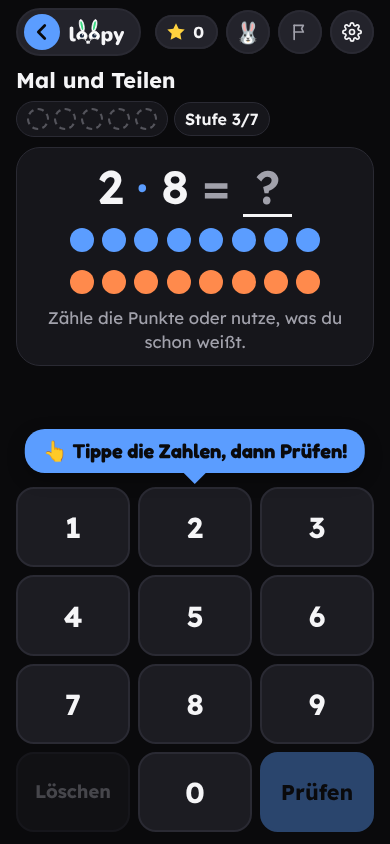 loopy
0
Mal und Teilen
Stufe 3/7
2 · 8 = ?
Zähle die Punkte oder nutze, was du
schon weißt.
👆 Tippe die Zahlen, dann Prüfen!
1 2 3
4 5 6
7 8 9
Löschen 0 Prüfen